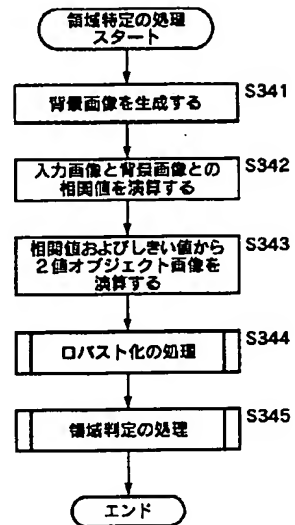 領域特定の処理
スタート
背景画像を生成する
S341
入力画像と背景画像との
相関値を演算する
S342
相関値およびしきい値から
2値オブジェクト画像を
演算する
S343
ロバスト化の処理
S344
領域判定の処理
S345
エンド